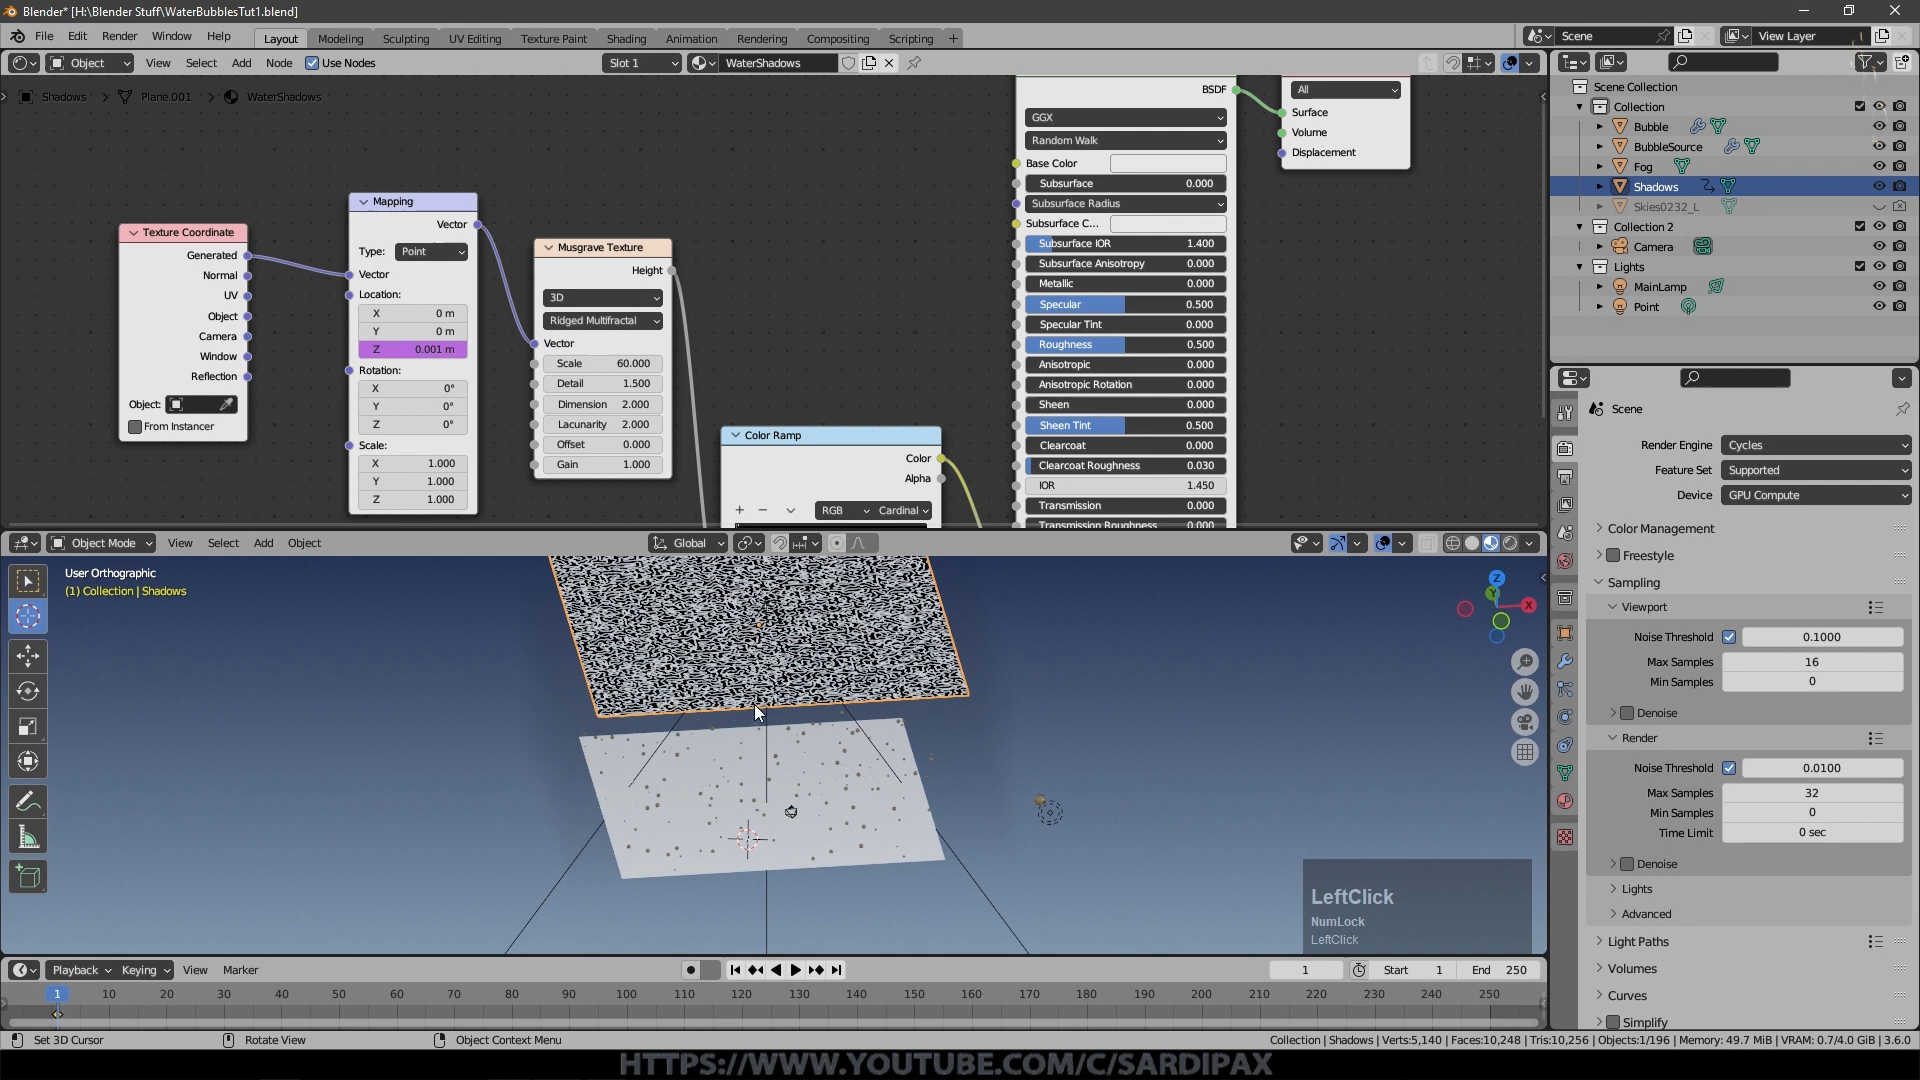 Blender* [H:\Blender Stuff\WaterBubblesTut1.blend]
File Edit Render Window Help Layout Modeling Sculpting UV Editing Texture Paint Shading Animation Rendering Compositing Scripting + Scene View Layer
Object View Select Add Node Use Nodes Slot 1 WaterShadows
Shadows > Plane.001 > WaterShadows
Texture Coordinate
Generated
Normal
UV
Object
Camera
Window
Reflection
Object:
From Instancer
Mapping
Vector
Type: Point
Vector
Location:
X 0 m
Y 0 m
Z 0.001 m
Rotation:
X 0°
Y 0°
Z 0°
Scale:
X 1.000
Y 1.000
Z 1.000
Musgrave Texture
Height
3D
Ridged Multifractal
Vector
Scale 60.000
Detail 1.500
Dimension 2.000
Lacunarity 2.000
Offset 0.000
Gain 1.000
Color Ramp
Color
Alpha
+ − RGB Cardinal
BSDF
GGX
Random Walk
Base Color
Subsurface 0.000
Subsurface Radius
Subsurface C...
Subsurface IOR 1.400
Subsurface Anisotropy 0.000
Metallic 0.000
Specular 0.500
Specular Tint 0.000
Roughness 0.500
Anisotropic 0.000
Anisotropic Rotation 0.000
Sheen 0.000
Sheen Tint 0.500
Clearcoat 0.000
Clearcoat Roughness 0.030
IOR 1.450
Transmission 0.000
Transmission Roughness 0.000
All
Surface
Volume
Displacement
Scene Collection
Collection
Bubble
BubbleSource
Fog
Shadows
Skies0232_L
Collection 2
Camera
Lights
MainLamp
Point
Scene
Render Engine Cycles
Feature Set Supported
Device GPU Compute
Color Management
Freestyle
Sampling
Viewport
Noise Threshold 0.1000
Max Samples 16
Min Samples 0
Denoise
Render
Noise Threshold 0.0100
Max Samples 32
Min Samples 0
Time Limit 0 sec
Denoise
Lights
Advanced
Light Paths
Volumes
Curves
Simplify
Object Mode View Select Add Object Global
User Orthographic
(1) Collection | Shadows
Z
Y
X
LeftClick
NumLock
LeftClick
Playback Keying View Marker 1 Start 1 End 250
1 10 20 30 40 50 60 70 80 90 100 110 120 130 140 150 160 170 180 190 200 210 220 230 240 250
Set 3D Cursor Rotate View Object Context Menu Collection | Shadows | Verts:5,140 | Faces:10,248 | Tris:10,256 | Objects:1/196 | Memory: 49.7 MiB | VRAM: 0.7/4.0 GiB | 3.6.0
HTTPS://WWW.YOUTUBE.COM/C/SARDIPAX